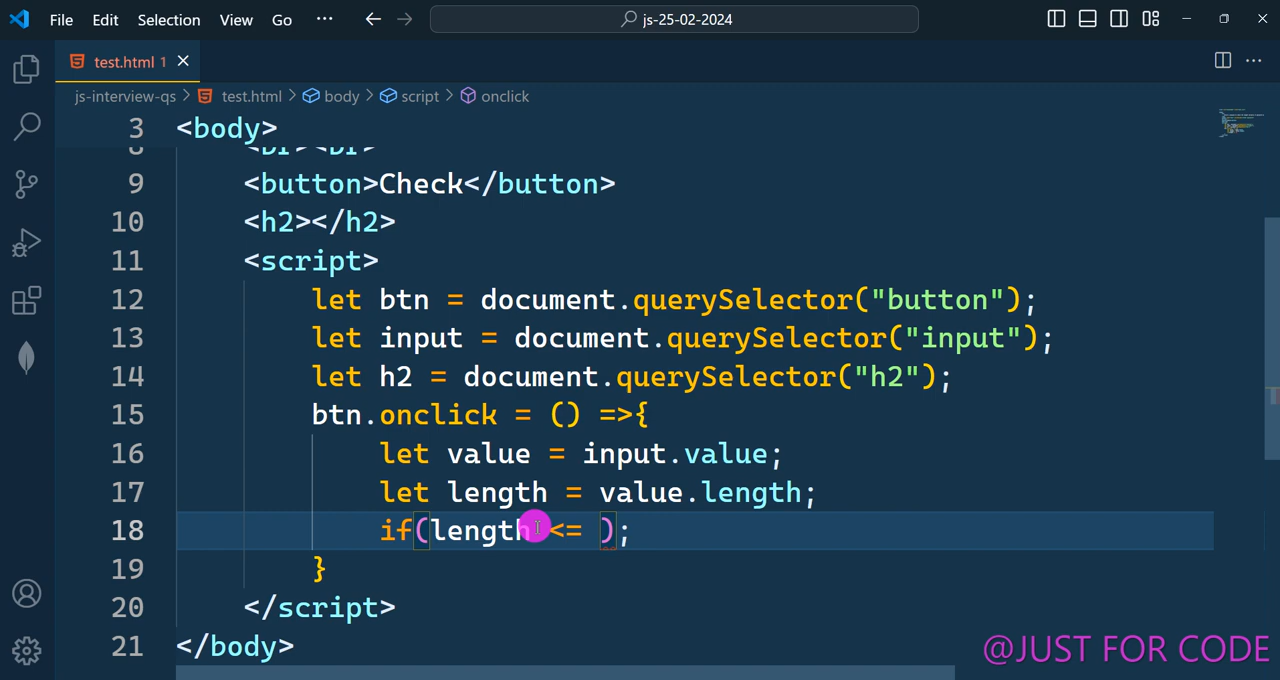 File Edit Selection View Go ··· js-25-02-2024
test.html 1
js-interview-qs > test.html > body > script > onclick
3 <body>
8 <br><br>
9 <button>Check</button>
10 <h2></h2>
11 <script>
12 let btn = document.querySelector("button");
13 let input = document.querySelector("input");
14 let h2 = document.querySelector("h2");
15 btn.onclick = () =>{
16 let value = input.value;
17 let length = value.length;
18 if(length <= );
19 }
20 </script>
21 </body>
@JUST FOR CODE